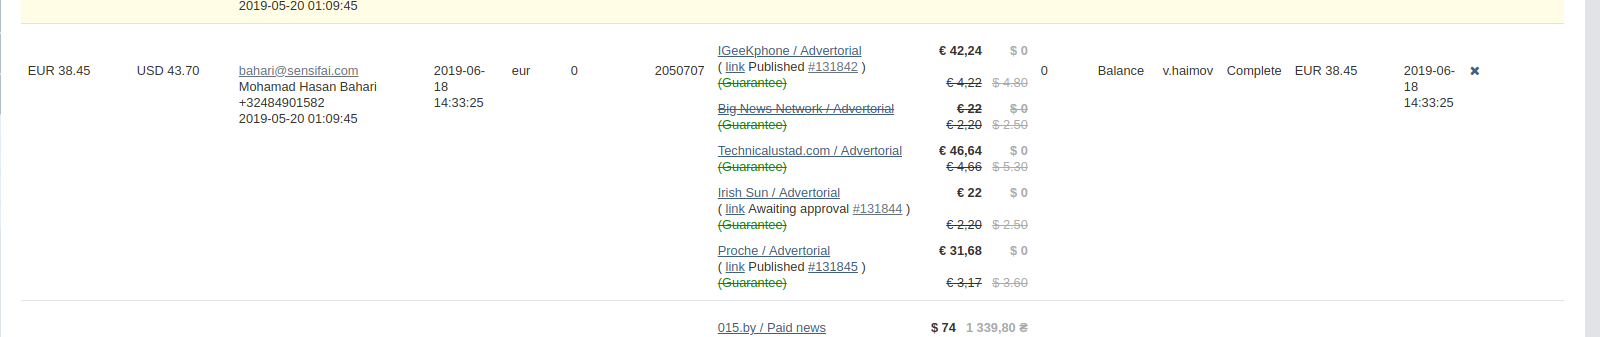 2019-05-20 01:09:45
EUR 38.45
USD 43.70
bahari@sensifai.com
Mohamad Hasan Bahari
+32484901582
2019-05-20 01:09:45
2019-06-
18
14:33:25
eur
0
2050707
IGeekphone / Advertorial € 42,24 $ 0
( link Published #131842 )
(Guarantee) € 4,22 $ 4.80
Big News Network / Advertorial € 22 $ 0
(Guarantee) € 2,20 $ 2.50
Technicalustad.com / Advertorial € 46,64 $ 0
(Guarantee) € 4,66 $ 5.30
Irish Sun / Advertorial € 22 $ 0
( link Awaiting approval #131844 )
(Guarantee) € 2,20 $ 2.50
Proche / Advertorial € 31,68 $ 0
( link Published #131845 )
(Guarantee) € 3,17 $ 3.60
0
Balance
v.haimov
Complete
EUR 38.45
2019-06-
18
14:33:25
015.by / Paid news $ 74 1 339,80 ₴